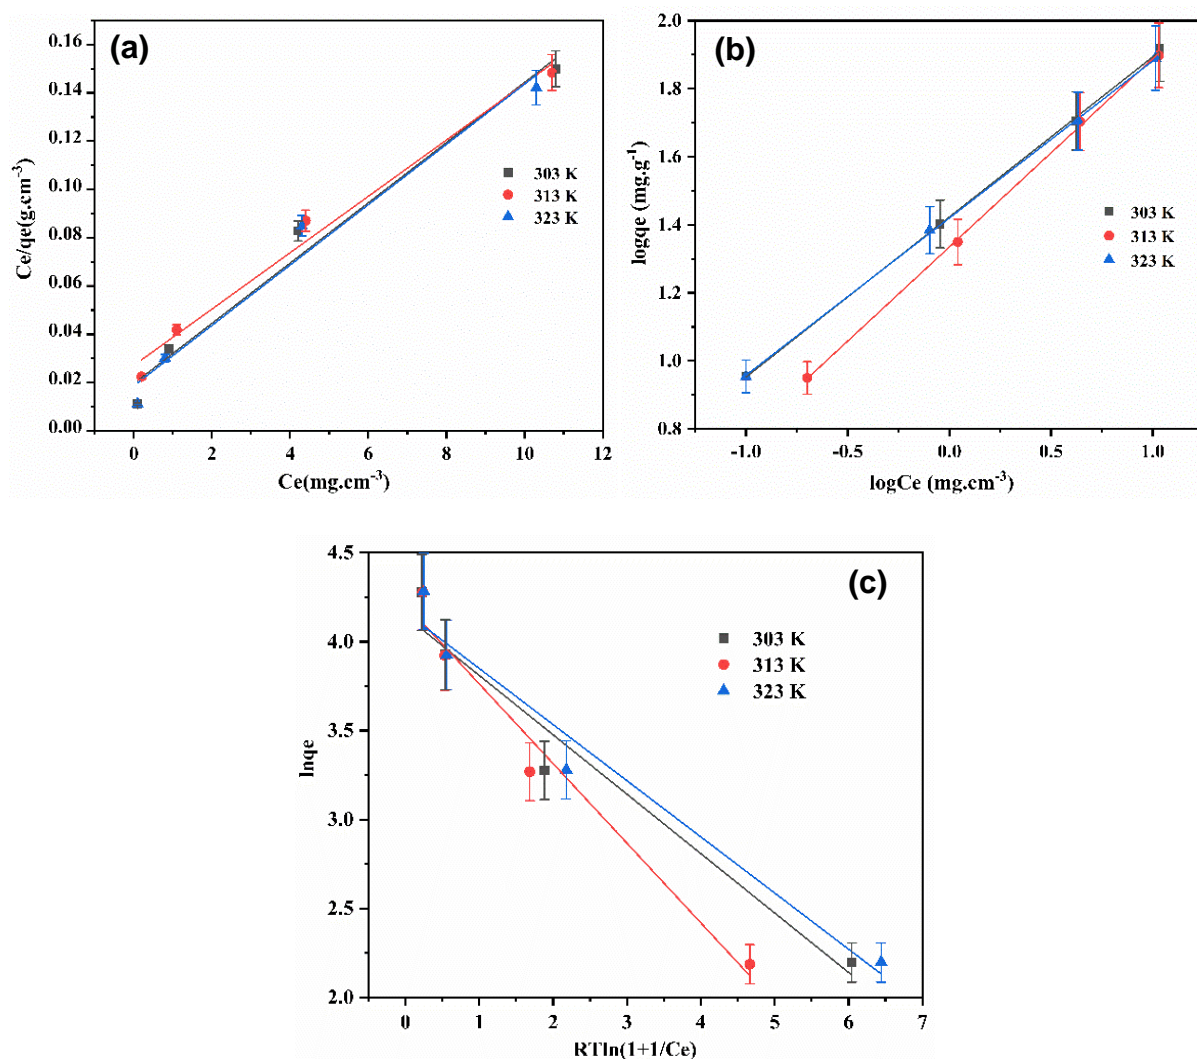 (a)
0.16
0.14
0.12
0.10
0.08
0.06
0.04
0.02
0.00
Ce/qe(g.cm⁻³)
303 K
313 K
323 K
0 2 4 6 8 10 12
Ce(mg.cm⁻³)
(b)
2.0
1.8
1.6
1.4
1.2
1.0
0.8
logqe (mg.g⁻¹)
303 K
313 K
323 K
-1.0 -0.5 0.0 0.5 1.0
logCe (mg.cm⁻³)
(c)
4.5
4.0
3.5
3.0
2.5
2.0
lnqe
303 K
313 K
323 K
0 1 2 3 4 5 6 7
RTln(1+1/Ce)